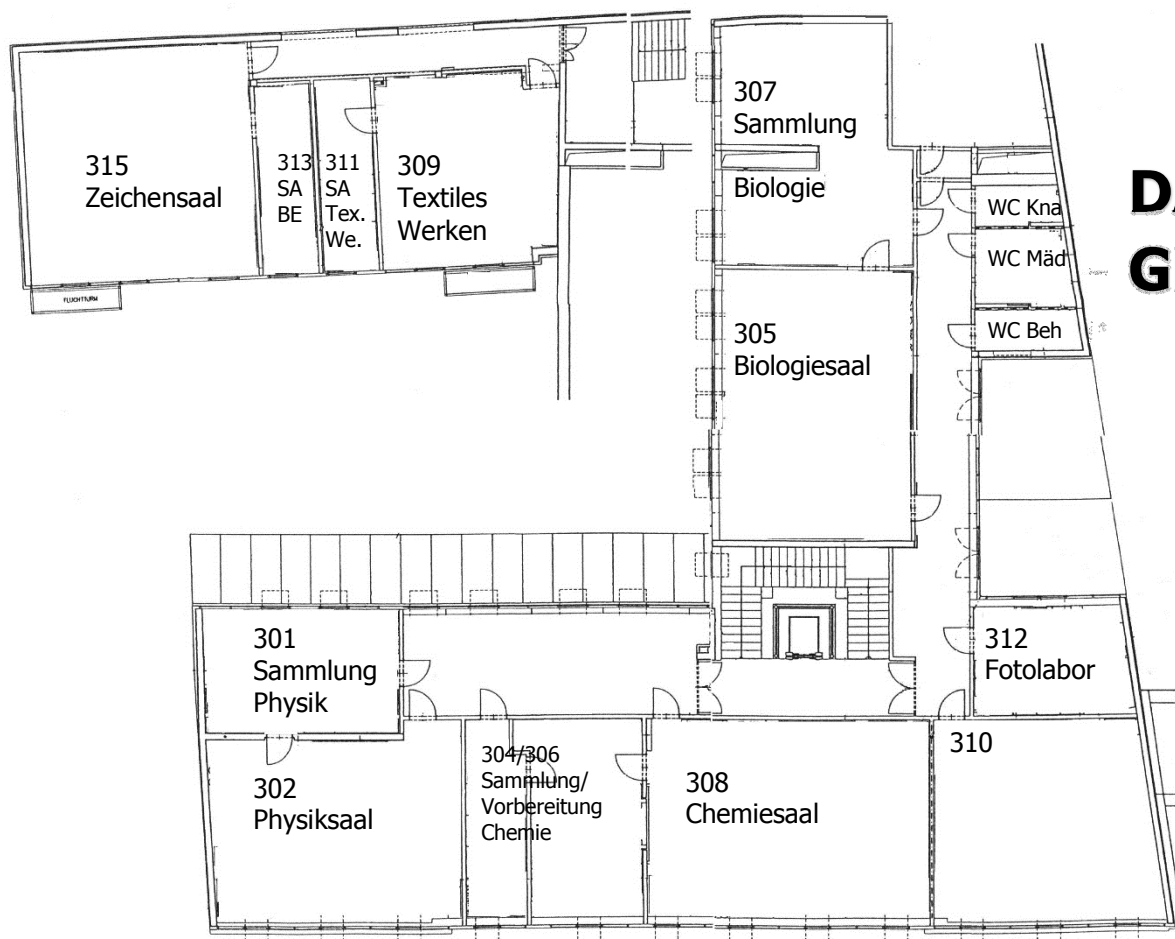 315
Zeichensaal
313
SA
BE
311
SA
Tex.
We.
309
Textiles
Werken
FLUCHTTURM
307
Sammlung
Biologie
WC Kna
WC Mäd
WC Beh
D
G
305
Biologiesaal
301
Sammlung
Physik
312
Fotolabor
302
Physiksaal
304/306
Sammlung/
Vorbereitung
Chemie
308
Chemiesaal
310